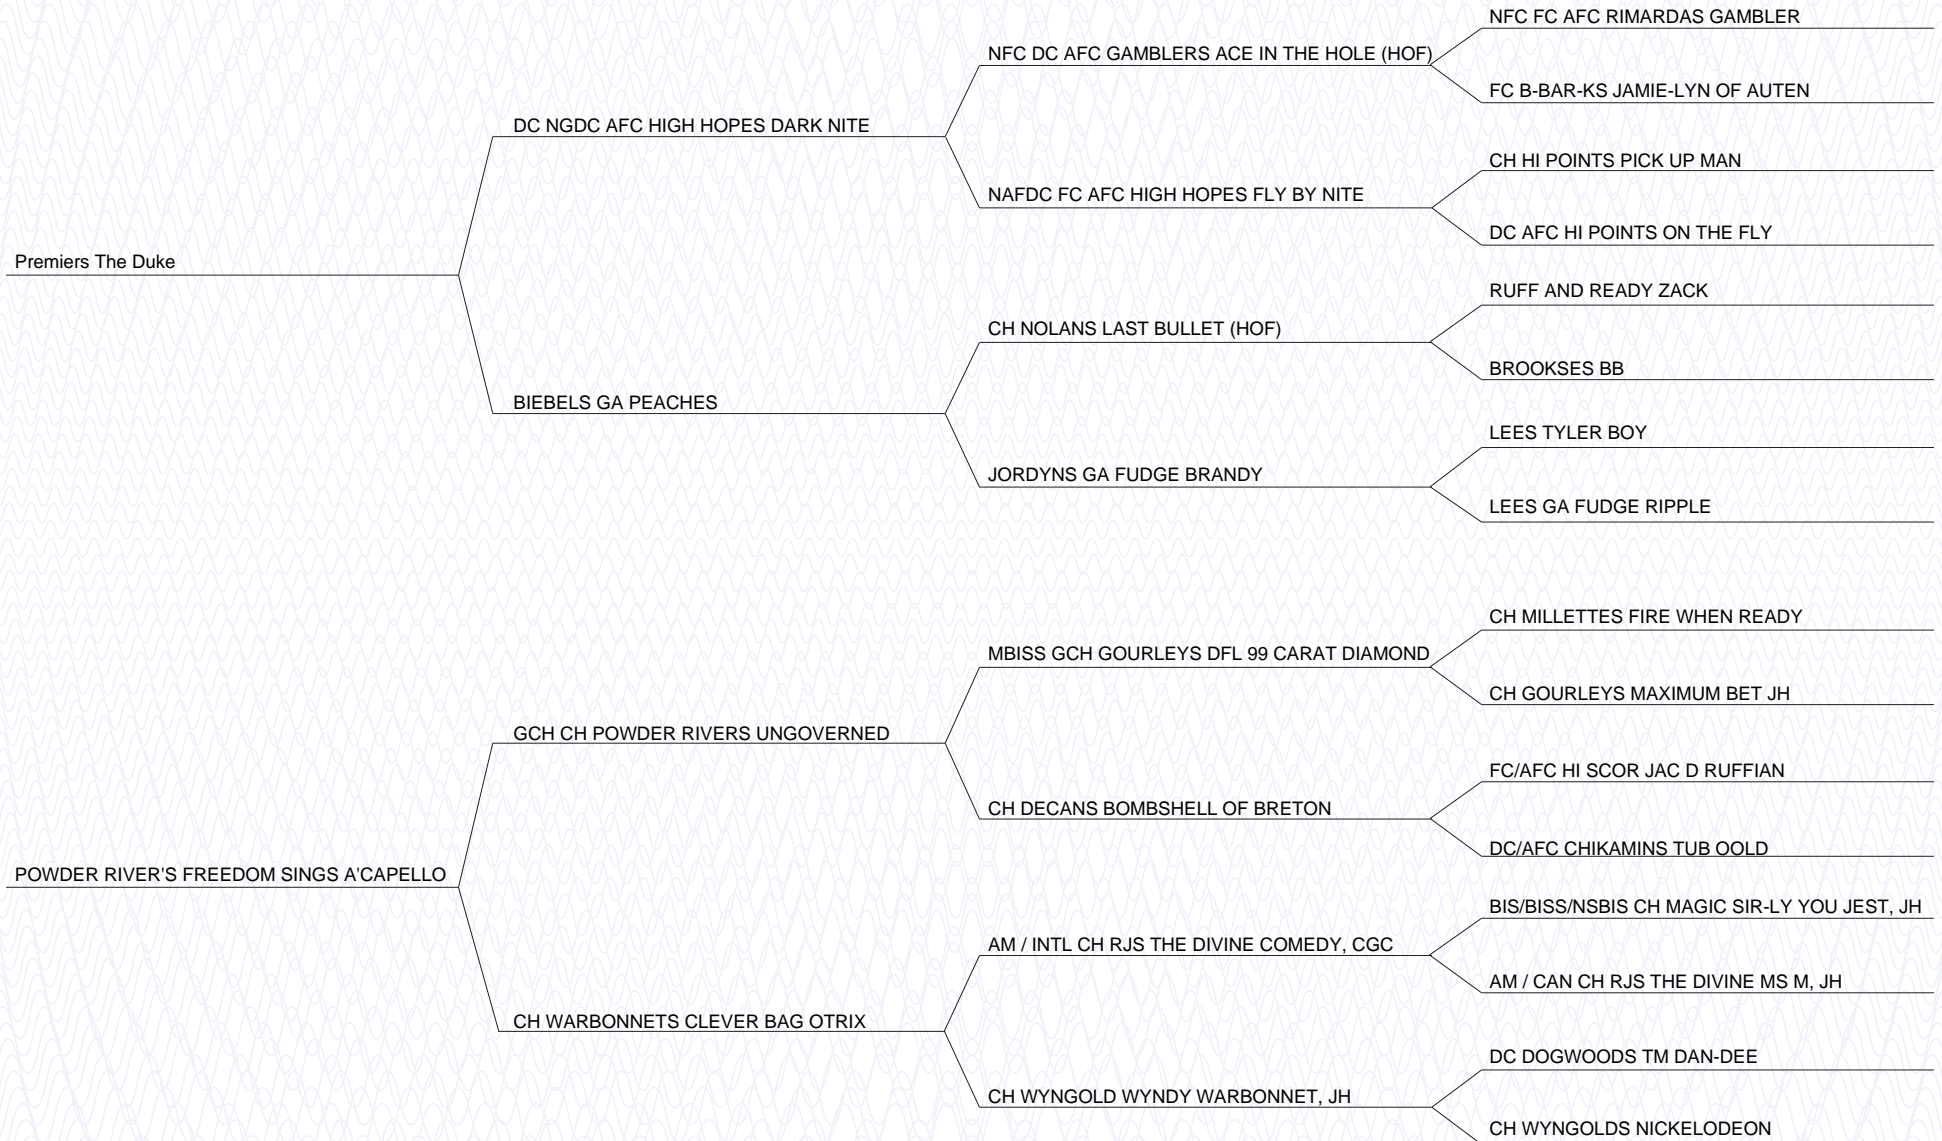 NFC FC AFC RIMARDAS GAMBLER
NFC DC AFC GAMBLERS ACE IN THE HOLE (HOF)
FC B-BAR-KS JAMIE-LYN OF AUTEN
DC NGDC AFC HIGH HOPES DARK NITE
CH HI POINTS PICK UP MAN
NAFDC FC AFC HIGH HOPES FLY BY NITE
DC AFC HI POINTS ON THE FLY
Premiers The Duke
RUFF AND READY ZACK
CH NOLANS LAST BULLET (HOF)
BROOKSES BB
BIEBELS GA PEACHES
LEES TYLER BOY
JORDYNS GA FUDGE BRANDY
LEES GA FUDGE RIPPLE
CH MILLETTES FIRE WHEN READY
MBISS GCH GOURLEYS DFL 99 CARAT DIAMOND
CH GOURLEYS MAXIMUM BET JH
GCH CH POWDER RIVERS UNGOVERNED
FC/AFC HI SCOR JAC D RUFFIAN
CH DECANS BOMBSHELL OF BRETON
DC/AFC CHIKAMINS TUB OOLD
POWDER RIVER'S FREEDOM SINGS A'CAPELLO
BIS/BISS/NSBIS CH MAGIC SIR-LY YOU JEST, JH
AM / INTL CH RJS THE DIVINE COMEDY, CGC
AM / CAN CH RJS THE DIVINE MS M, JH
CH WARBONNETS CLEVER BAG OTRIX
DC DOGWOODS TM DAN-DEE
CH WYNGOLD WYNDY WARBONNET, JH
CH WYNGOLDS NICKELODEON